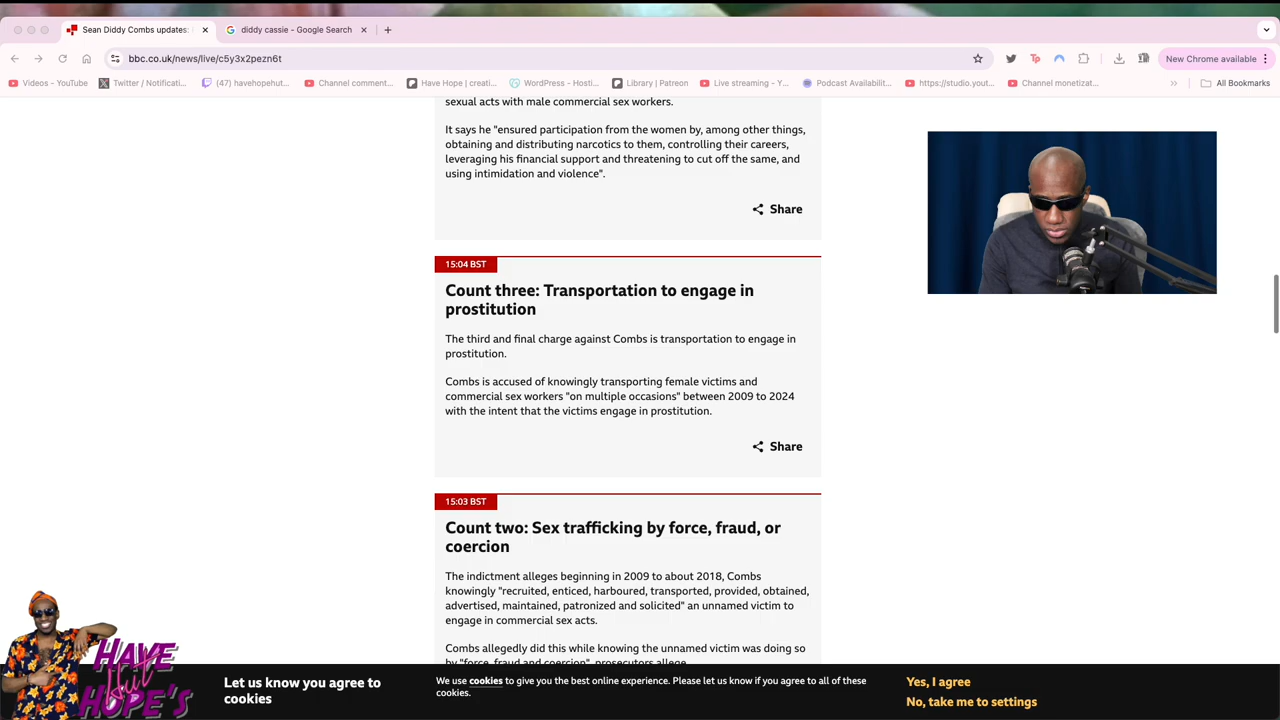 Sean Diddy Combs updates:
diddy cassie - Google Search
bbc.co.uk/news/live/c5y3x2pezn6t
New Chrome available
Videos - YouTube
Twitter / Notificati...
(47) havehopehut...
Channel comment...
Have Hope | creati...
WordPress - Hosti...
Library | Patreon
Live streaming - Y...
Podcast Availabilit...
https://studio.yout...
Channel monetizat...
All Bookmarks
sexual acts with male commercial sex workers.
It says he "ensured participation from the women by, among other things,
obtaining and distributing narcotics to them, controlling their careers,
leveraging his financial support and threatening to cut off the same, and
using intimidation and violence".
Share
15:04 BST
Count three: Transportation to engage in
prostitution
The third and final charge against Combs is transportation to engage in
prostitution.
Combs is accused of knowingly transporting female victims and
commercial sex workers "on multiple occasions" between 2009 to 2024
with the intent that the victims engage in prostitution.
Share
15:03 BST
Count two: Sex trafficking by force, fraud, or
coercion
The indictment alleges beginning in 2009 to about 2018, Combs
knowingly "recruited, enticed, harboured, transported, provided, obtained,
advertised, maintained, patronized and solicited" an unnamed victim to
engage in commercial sex acts.
Combs allegedly did this while knowing the unnamed victim was doing so
by "force, fraud and coercion", prosecutors allege.
HAVE
hut
HOPE'S
Let us know you agree to
cookies
We use cookies to give you the best online experience. Please let us know if you agree to all of these
cookies.
Yes, I agree
No, take me to settings